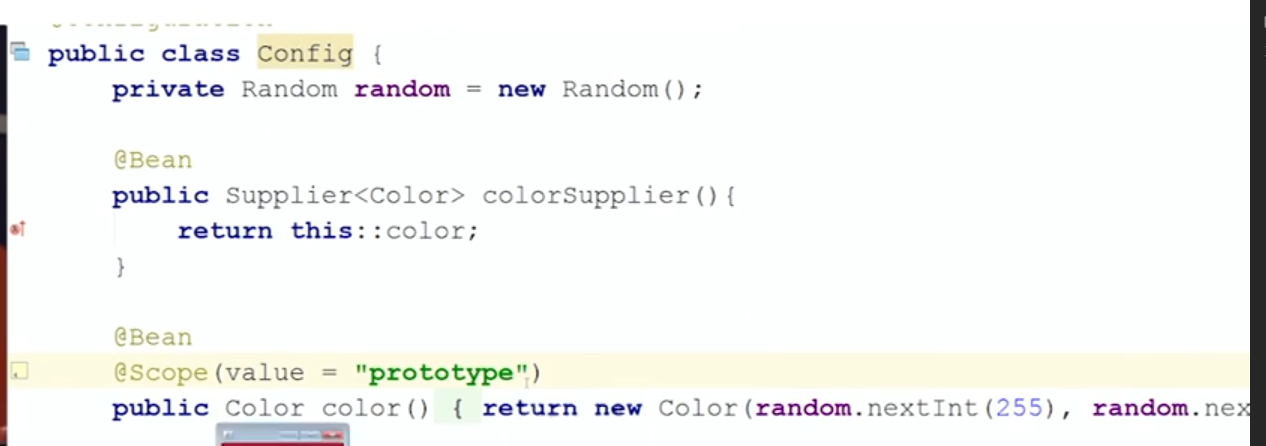 public class Config {
private Random random = new Random();
@Bean
public Supplier<Color> colorSupplier(){
return this::color;
}
@Bean
@Scope(value = "prototype")
public Color color() { return new Color(random.nextInt(255), random.nex